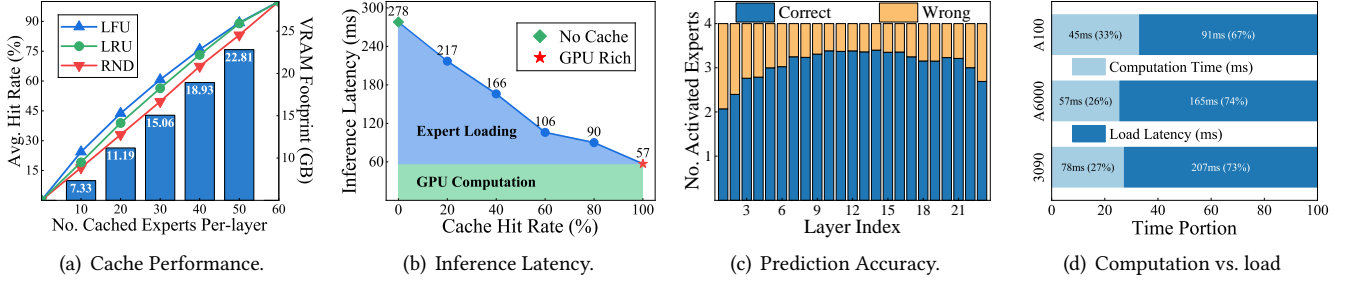 Avg. Hit Rate (%)
90
75
60
45
30
15
LFU
LRU
RND
7.33
11.19
15.06
18.93
22.81
25
20
15
10
VRAM Footprint (GB)
10 20 30 40 50 60
No. Cached Experts Per-layer
(a) Cache Performance.
Inference Latency (ms)
300
240
180
120
60
278
217
166
106
90
57
No Cache
GPU Rich
Expert Loading
GPU Computation
0 20 40 60 80 100
Cache Hit Rate (%)
(b) Inference Latency.
No. Activated Experts
4
3
2
1
Correct Wrong
3 6 9 12 15 18 21
Layer Index
(c) Prediction Accuracy.
A100
45ms (33%) 91ms (67%)
Computation Time (ms)
A6000
57ms (26%) 165ms (74%)
Load Latency (ms)
3090
78ms (27%) 207ms (73%)
0 20 40 60 80 100
Time Portion
(d) Computation vs. load